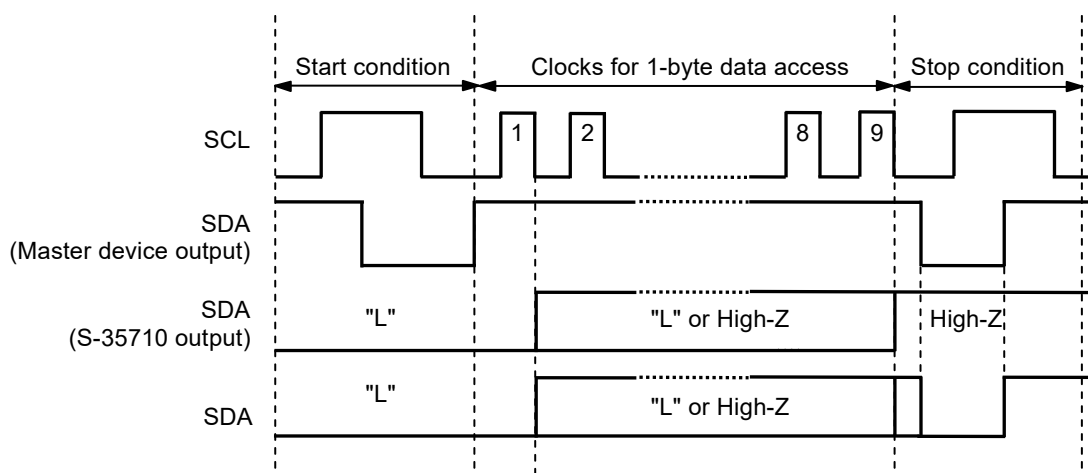 Start condition
Clocks for 1-byte data access
Stop condition
SCL
1
2
8
9
SDA
(Master device output)
SDA
(S-35710 output)
"L"
"L" or High-Z
High-Z
SDA
"L"
"L" or High-Z